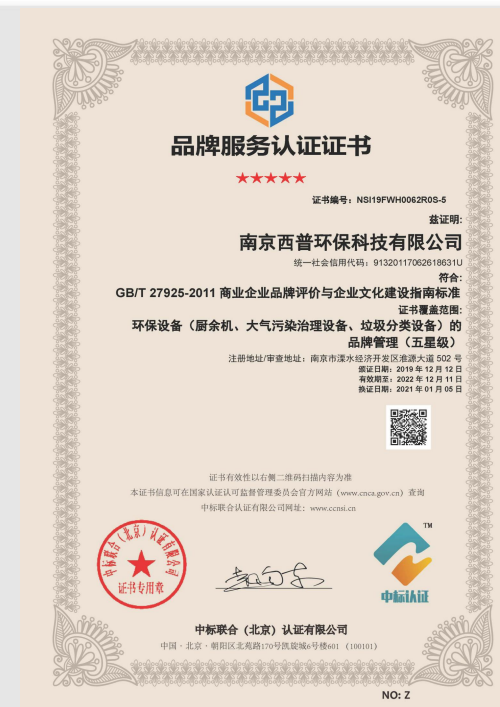 品牌服务认证证书
★★★★★
证书编号：NSI19FWH0062R0S-5
兹证明:
南京西普环保科技有限公司
统一社会信用代码：91320117062618631U
符合:
GB/T 27925-2011 商业企业品牌评价与企业文化建设指南标准
证书覆盖范围:
环保设备（厨余机、大气污染治理设备、垃圾分类设备）的
品牌管理（五星级）
注册地址/审查地址：南京市溧水经济开发区淮源大道 502 号
颁证日期：2019 年 12 月 12 日
有效期至：2022 年 12 月 11 日
换证日期：2021 年 01 月 05 日
证书有效性以右侧二维码扫描内容为准
本证书信息可在国家认证认可监督管理委员会官方网站（www.cnca.gov.cn）查询
中标联合认证有限公司网址：www.ccnsi.cn
中标联合（北京）认证有限公司
证书专用章
TM
中标认证
中标联合（北京）认证有限公司
中国 · 北京 · 朝阳区北苑路170号凯旋城6号楼601 （100101）
NO: Z